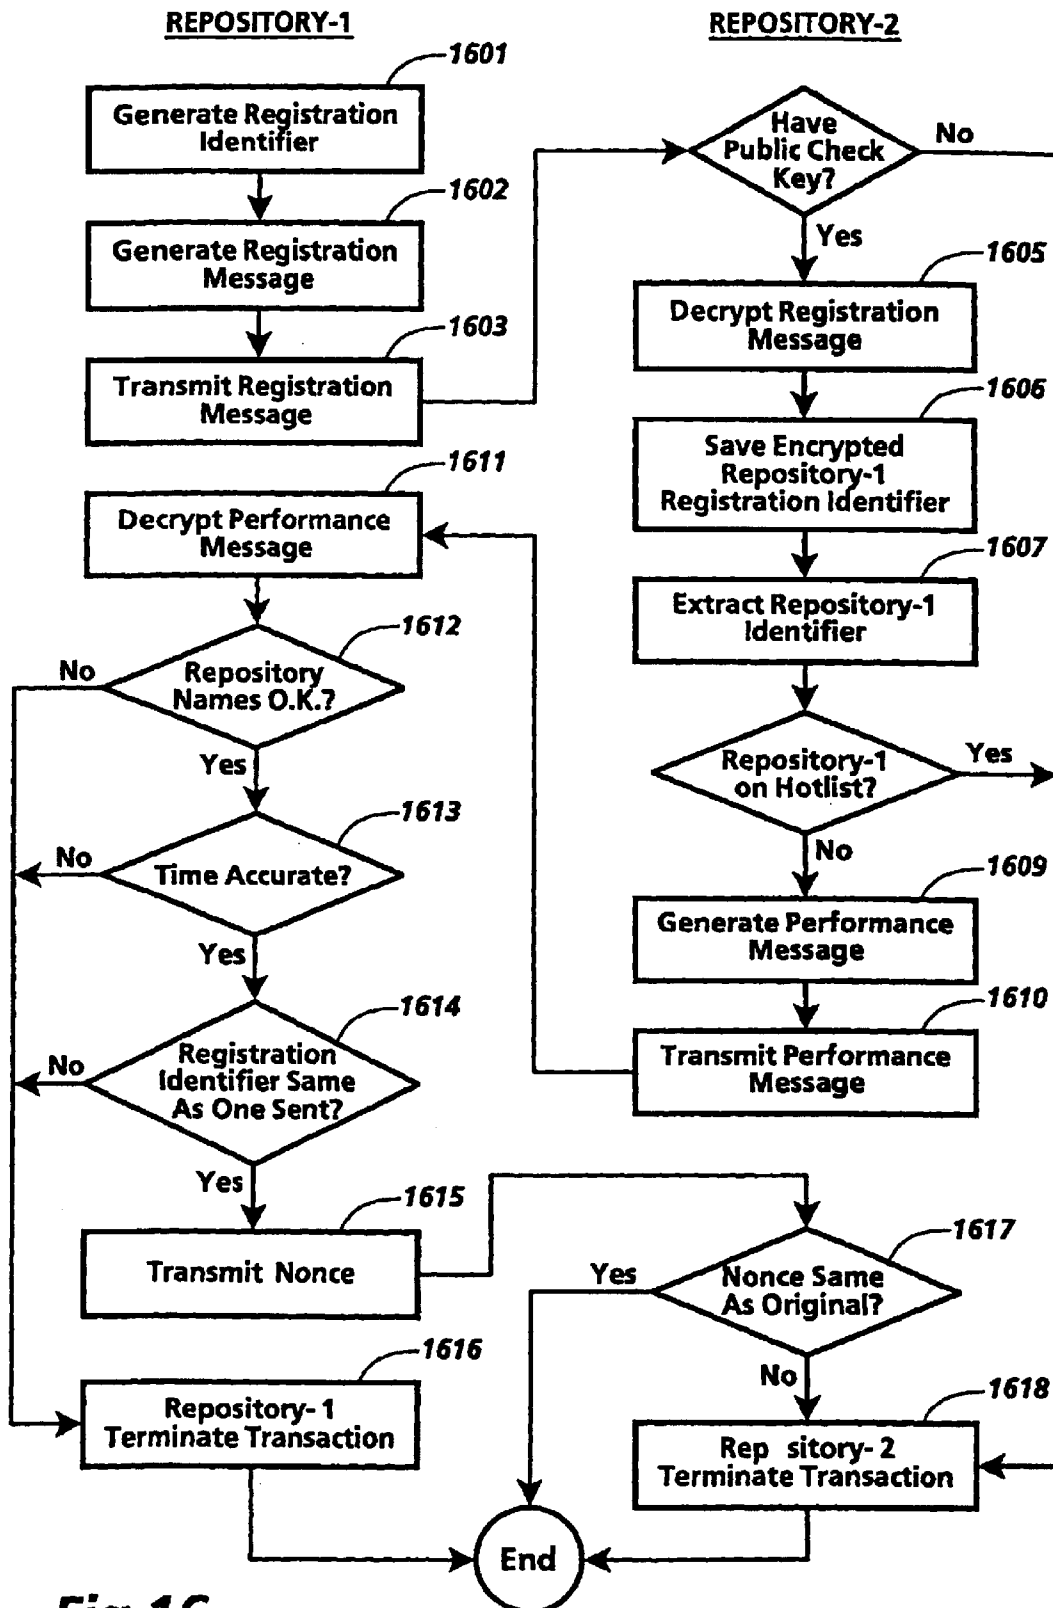 REPOSITORY-1
REPOSITORY-2
1601
Generate Registration
Identifier
1602
Generate Registration
Message
1603
Transmit Registration
Message
Have
Public Check
Key?
No
Yes
1605
Decrypt Registration
Message
1606
Save Encrypted
Repository-1
Registration Identifier
1607
Extract Repository-1
Identifier
Repository-1
on Hotlist?
Yes
No
1609
Generate Performance
Message
1610
Transmit Performance
Message
1611
Decrypt Performance
Message
1612
Repository
Names O.K.?
No
Yes
1613
Time Accurate?
No
Yes
1614
Registration
Identifier Same
As One Sent?
No
Yes
1615
Transmit Nonce
1617
Nonce Same
As Original?
Yes
No
1616
Repository- 1
Terminate Transaction
1618
Rep sitory- 2
Terminate Transaction
End